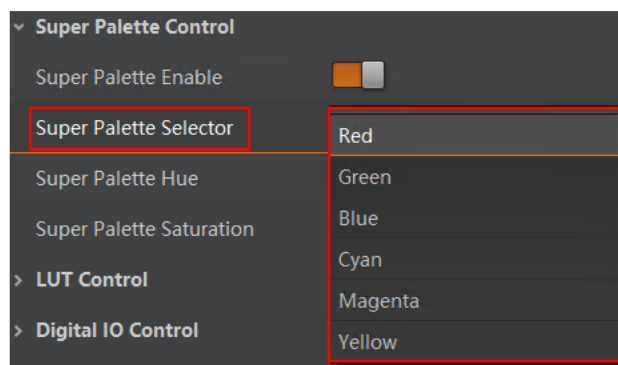 Super Palette Control
Super Palette Enable
Super Palette Selector
Red
Super Palette Hue
Green
Super Palette Saturation
Blue
Cyan
LUT Control
Magenta
Digital IO Control
Yellow